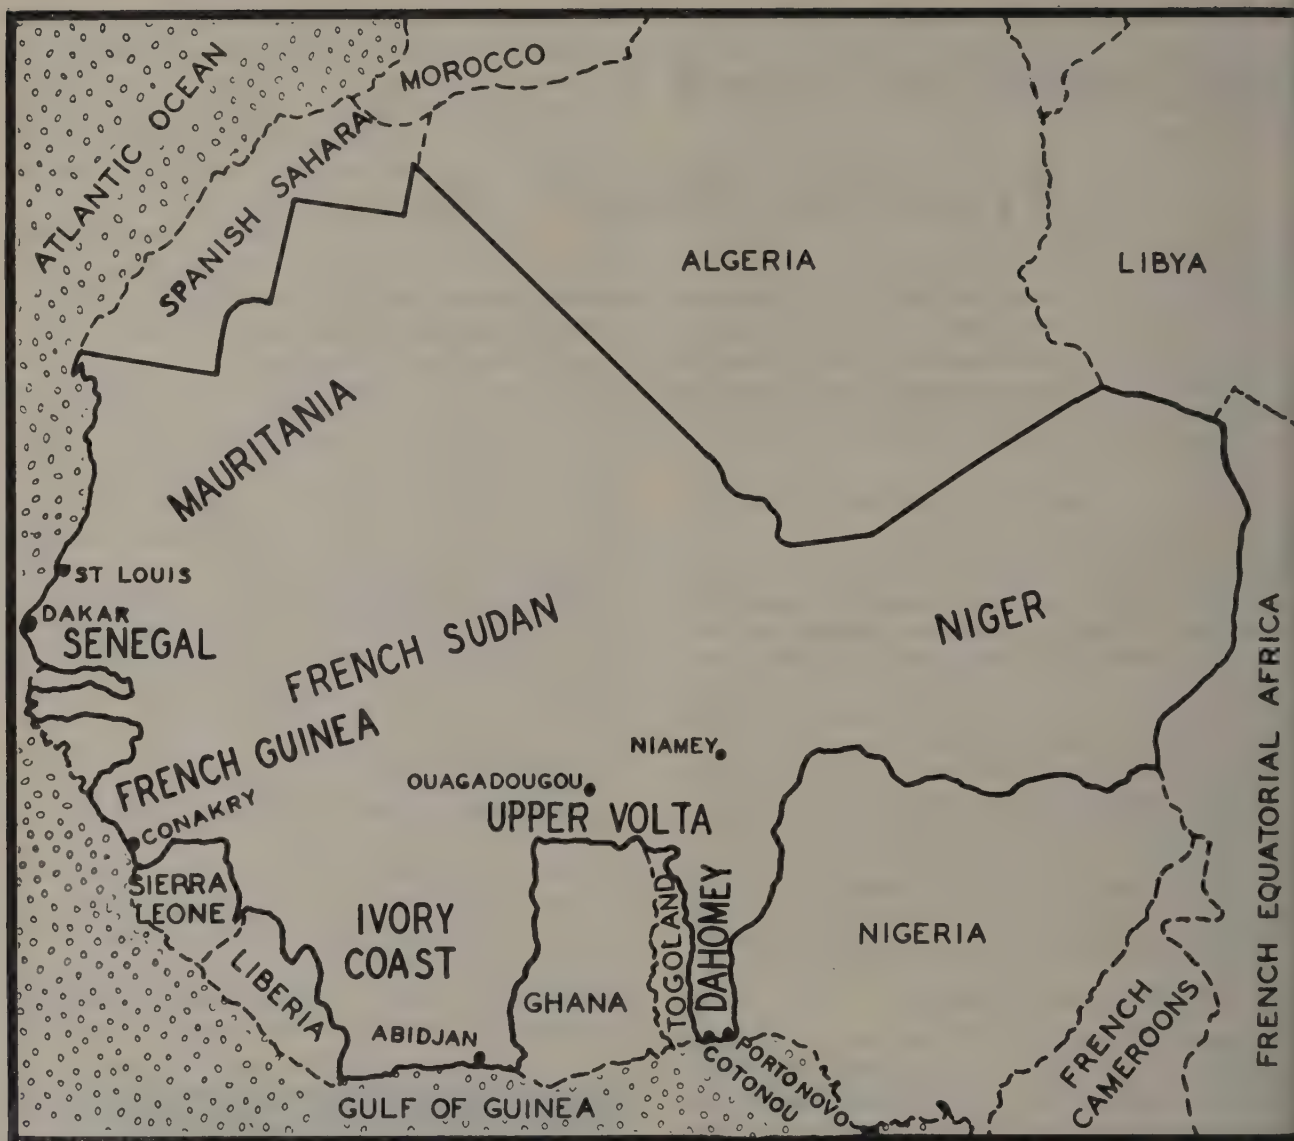 MOROCCO
ATLANTIC OCEAN
SPANISH SAHARA
ALGERIA
LIBYA
MAURITANIA
ST LOUIS
DAKAR
SENEGAL
FRENCH SUDAN
NIGER
FRENCH EQUATORIAL AFRICA
FRENCH GUINEA
CONAKRY
NIAMEY
OUAGADOUGOU
UPPER VOLTA
SIERRA
LEONE
LIBERIA
IVORY
COAST
ABIDJAN
GHANA
TOGOLAND
DAHOMEY
NIGERIA
PORTO NOVO
COTONOU
FRENCH
CAMEROONS
GULF OF GUINEA